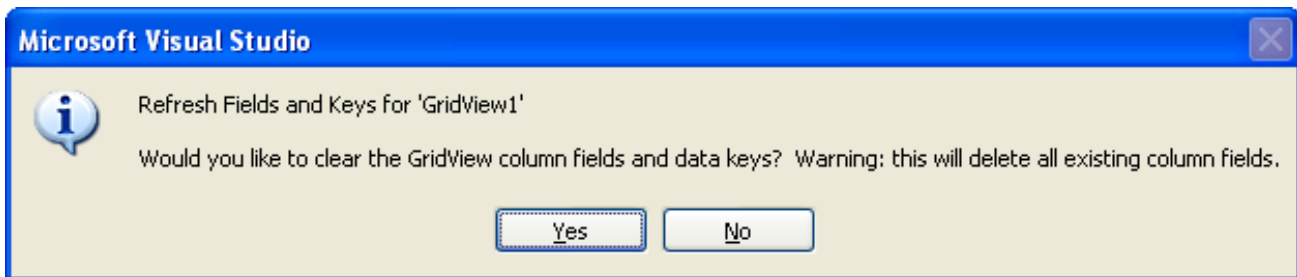 Microsoft Visual Studio
Refresh Fields and Keys for 'GridView1'
Would you like to clear the GridView column fields and data keys?  Warning: this will delete all existing column fields.
Yes
No